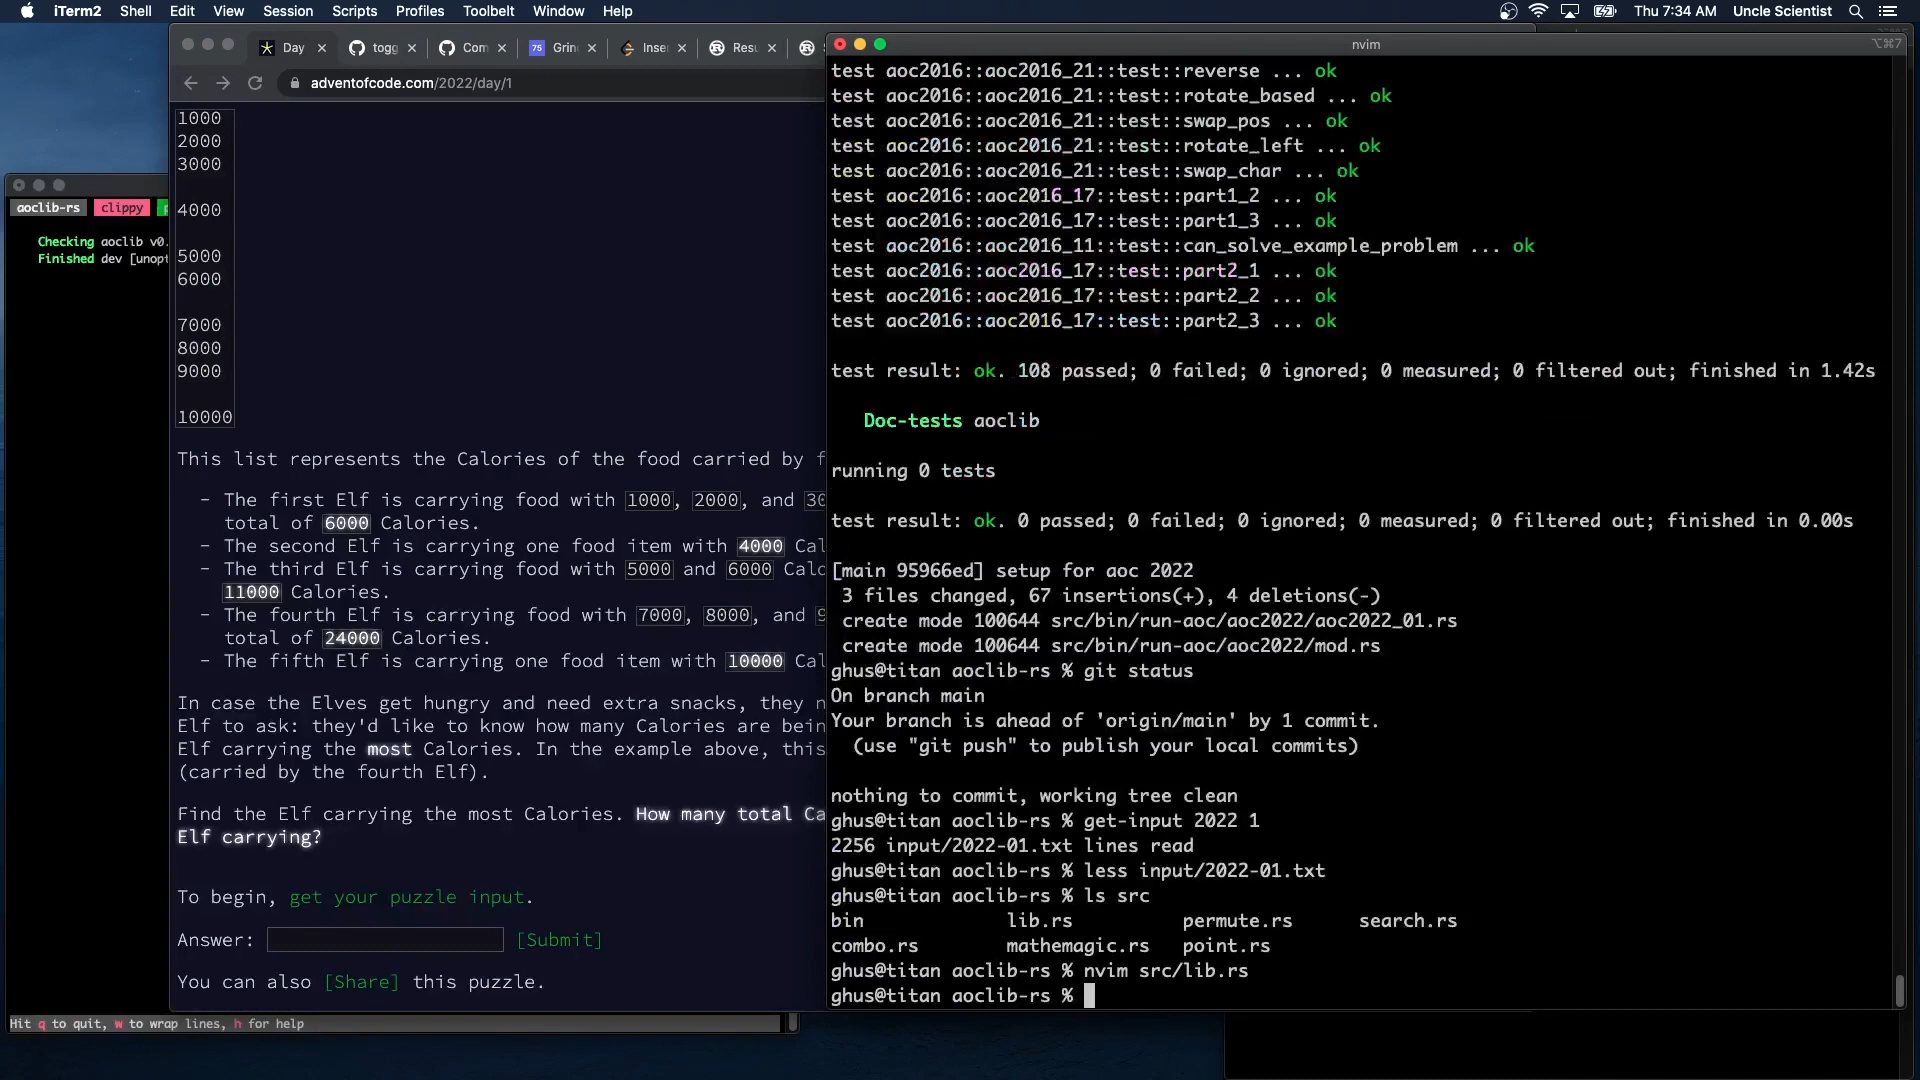 iTerm2 Shell Edit View Session Scripts Profiles Toolbelt Window Help
Thu 7:34 AM Uncle Scientist
Day
togg
Com
75 Grin
Inser
Resu
nvim
⌥⌘7
adventofcode.com/2022/day/1
aoclib-rs clippy
Checking aoclib v0.
Finished dev [unopt
Hit q to quit, w to wrap lines, h for help
1000
2000
3000
4000
5000
6000
7000
8000
9000
10000
This list represents the Calories of the food carried by f
- The first Elf is carrying food with 1000, 2000, and 30
total of 6000 Calories.
- The second Elf is carrying one food item with 4000 Cal
- The third Elf is carrying food with 5000 and 6000 Calo
11000 Calories.
- The fourth Elf is carrying food with 7000, 8000, and 9
total of 24000 Calories.
- The fifth Elf is carrying one food item with 10000 Cal
In case the Elves get hungry and need extra snacks, they n
Elf to ask: they'd like to know how many Calories are bein
Elf carrying the most Calories. In the example above, this
(carried by the fourth Elf).
Find the Elf carrying the most Calories. How many total Ca
Elf carrying?
To begin, get your puzzle input.
Answer: [Submit]
You can also [Share] this puzzle.
test aoc2016::aoc2016_21::test::reverse ... ok
test aoc2016::aoc2016_21::test::rotate_based ... ok
test aoc2016::aoc2016_21::test::swap_pos ... ok
test aoc2016::aoc2016_21::test::rotate_left ... ok
test aoc2016::aoc2016_21::test::swap_char ... ok
test aoc2016::aoc2016_17::test::part1_2 ... ok
test aoc2016::aoc2016_17::test::part1_3 ... ok
test aoc2016::aoc2016_11::test::can_solve_example_problem ... ok
test aoc2016::aoc2016_17::test::part2_1 ... ok
test aoc2016::aoc2016_17::test::part2_2 ... ok
test aoc2016::aoc2016_17::test::part2_3 ... ok
test result: ok. 108 passed; 0 failed; 0 ignored; 0 measured; 0 filtered out; finished in 1.42s
Doc-tests aoclib
running 0 tests
test result: ok. 0 passed; 0 failed; 0 ignored; 0 measured; 0 filtered out; finished in 0.00s
[main 95966ed] setup for aoc 2022
3 files changed, 67 insertions(+), 4 deletions(-)
create mode 100644 src/bin/run-aoc/aoc2022/aoc2022_01.rs
create mode 100644 src/bin/run-aoc/aoc2022/mod.rs
ghus@titan aoclib-rs % git status
On branch main
Your branch is ahead of 'origin/main' by 1 commit.
(use "git push" to publish your local commits)
nothing to commit, working tree clean
ghus@titan aoclib-rs % get-input 2022 1
2256 input/2022-01.txt lines read
ghus@titan aoclib-rs % less input/2022-01.txt
ghus@titan aoclib-rs % ls src
bin lib.rs permute.rs search.rs
combo.rs mathemagic.rs point.rs
ghus@titan aoclib-rs % nvim src/lib.rs
ghus@titan aoclib-rs %